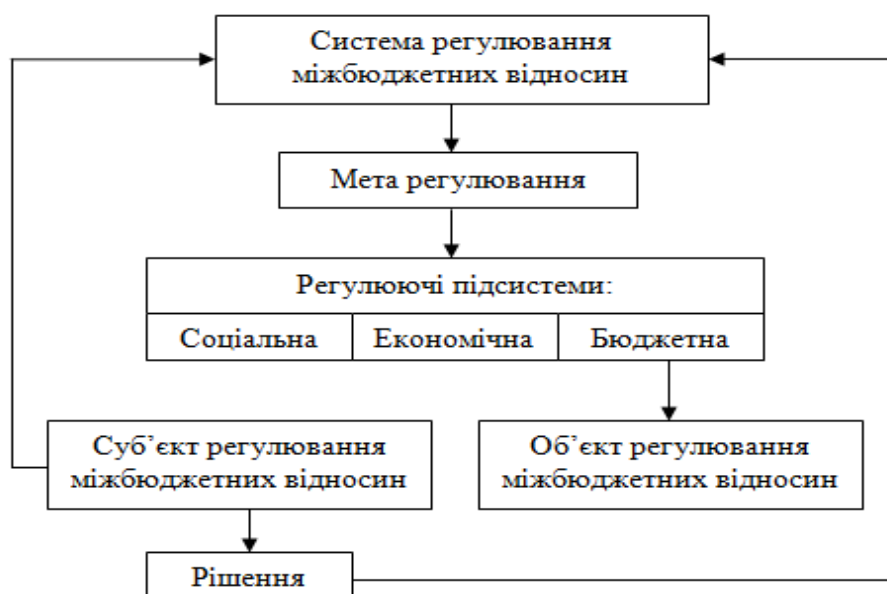 Система регулювання
міжбюджетних відносин
Мета регулювання
Регулюючі підсистеми:
Соціальна
Економічна
Бюджетна
Суб’єкт регулювання
міжбюджетних відносин
Об’єкт регулювання
міжбюджетних відносин
Рішення